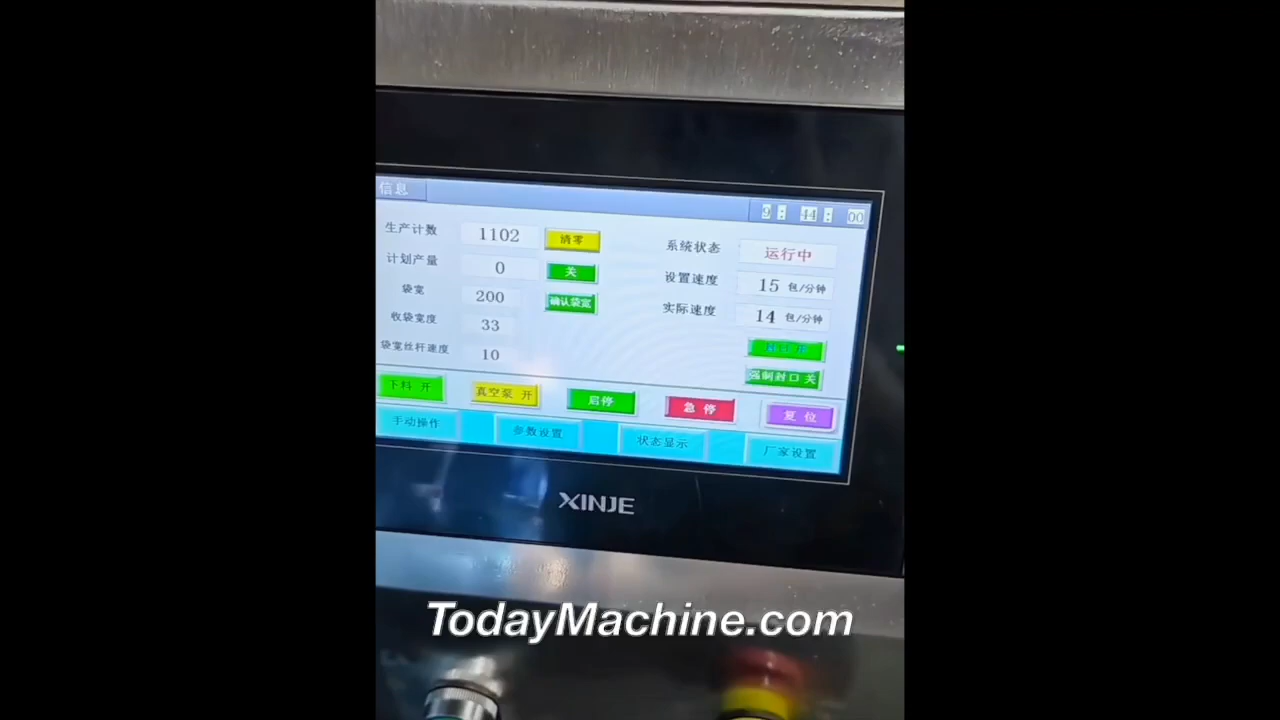 信息
9 : 44 : 00
生产计数 1102 清零
系统状态 运行中
计划产量 0 关
设置速度 15 包/分钟
袋宽 200 确认袋宽
实际速度 14 包/分钟
收袋宽度 33
袋宽丝杆速度 10
强制封口 关
下料 开 真空泵 开 启停 急 停 复 位
手动操作 参数设置 状态显示 厂家设置
XINJE
TodayMachine.com